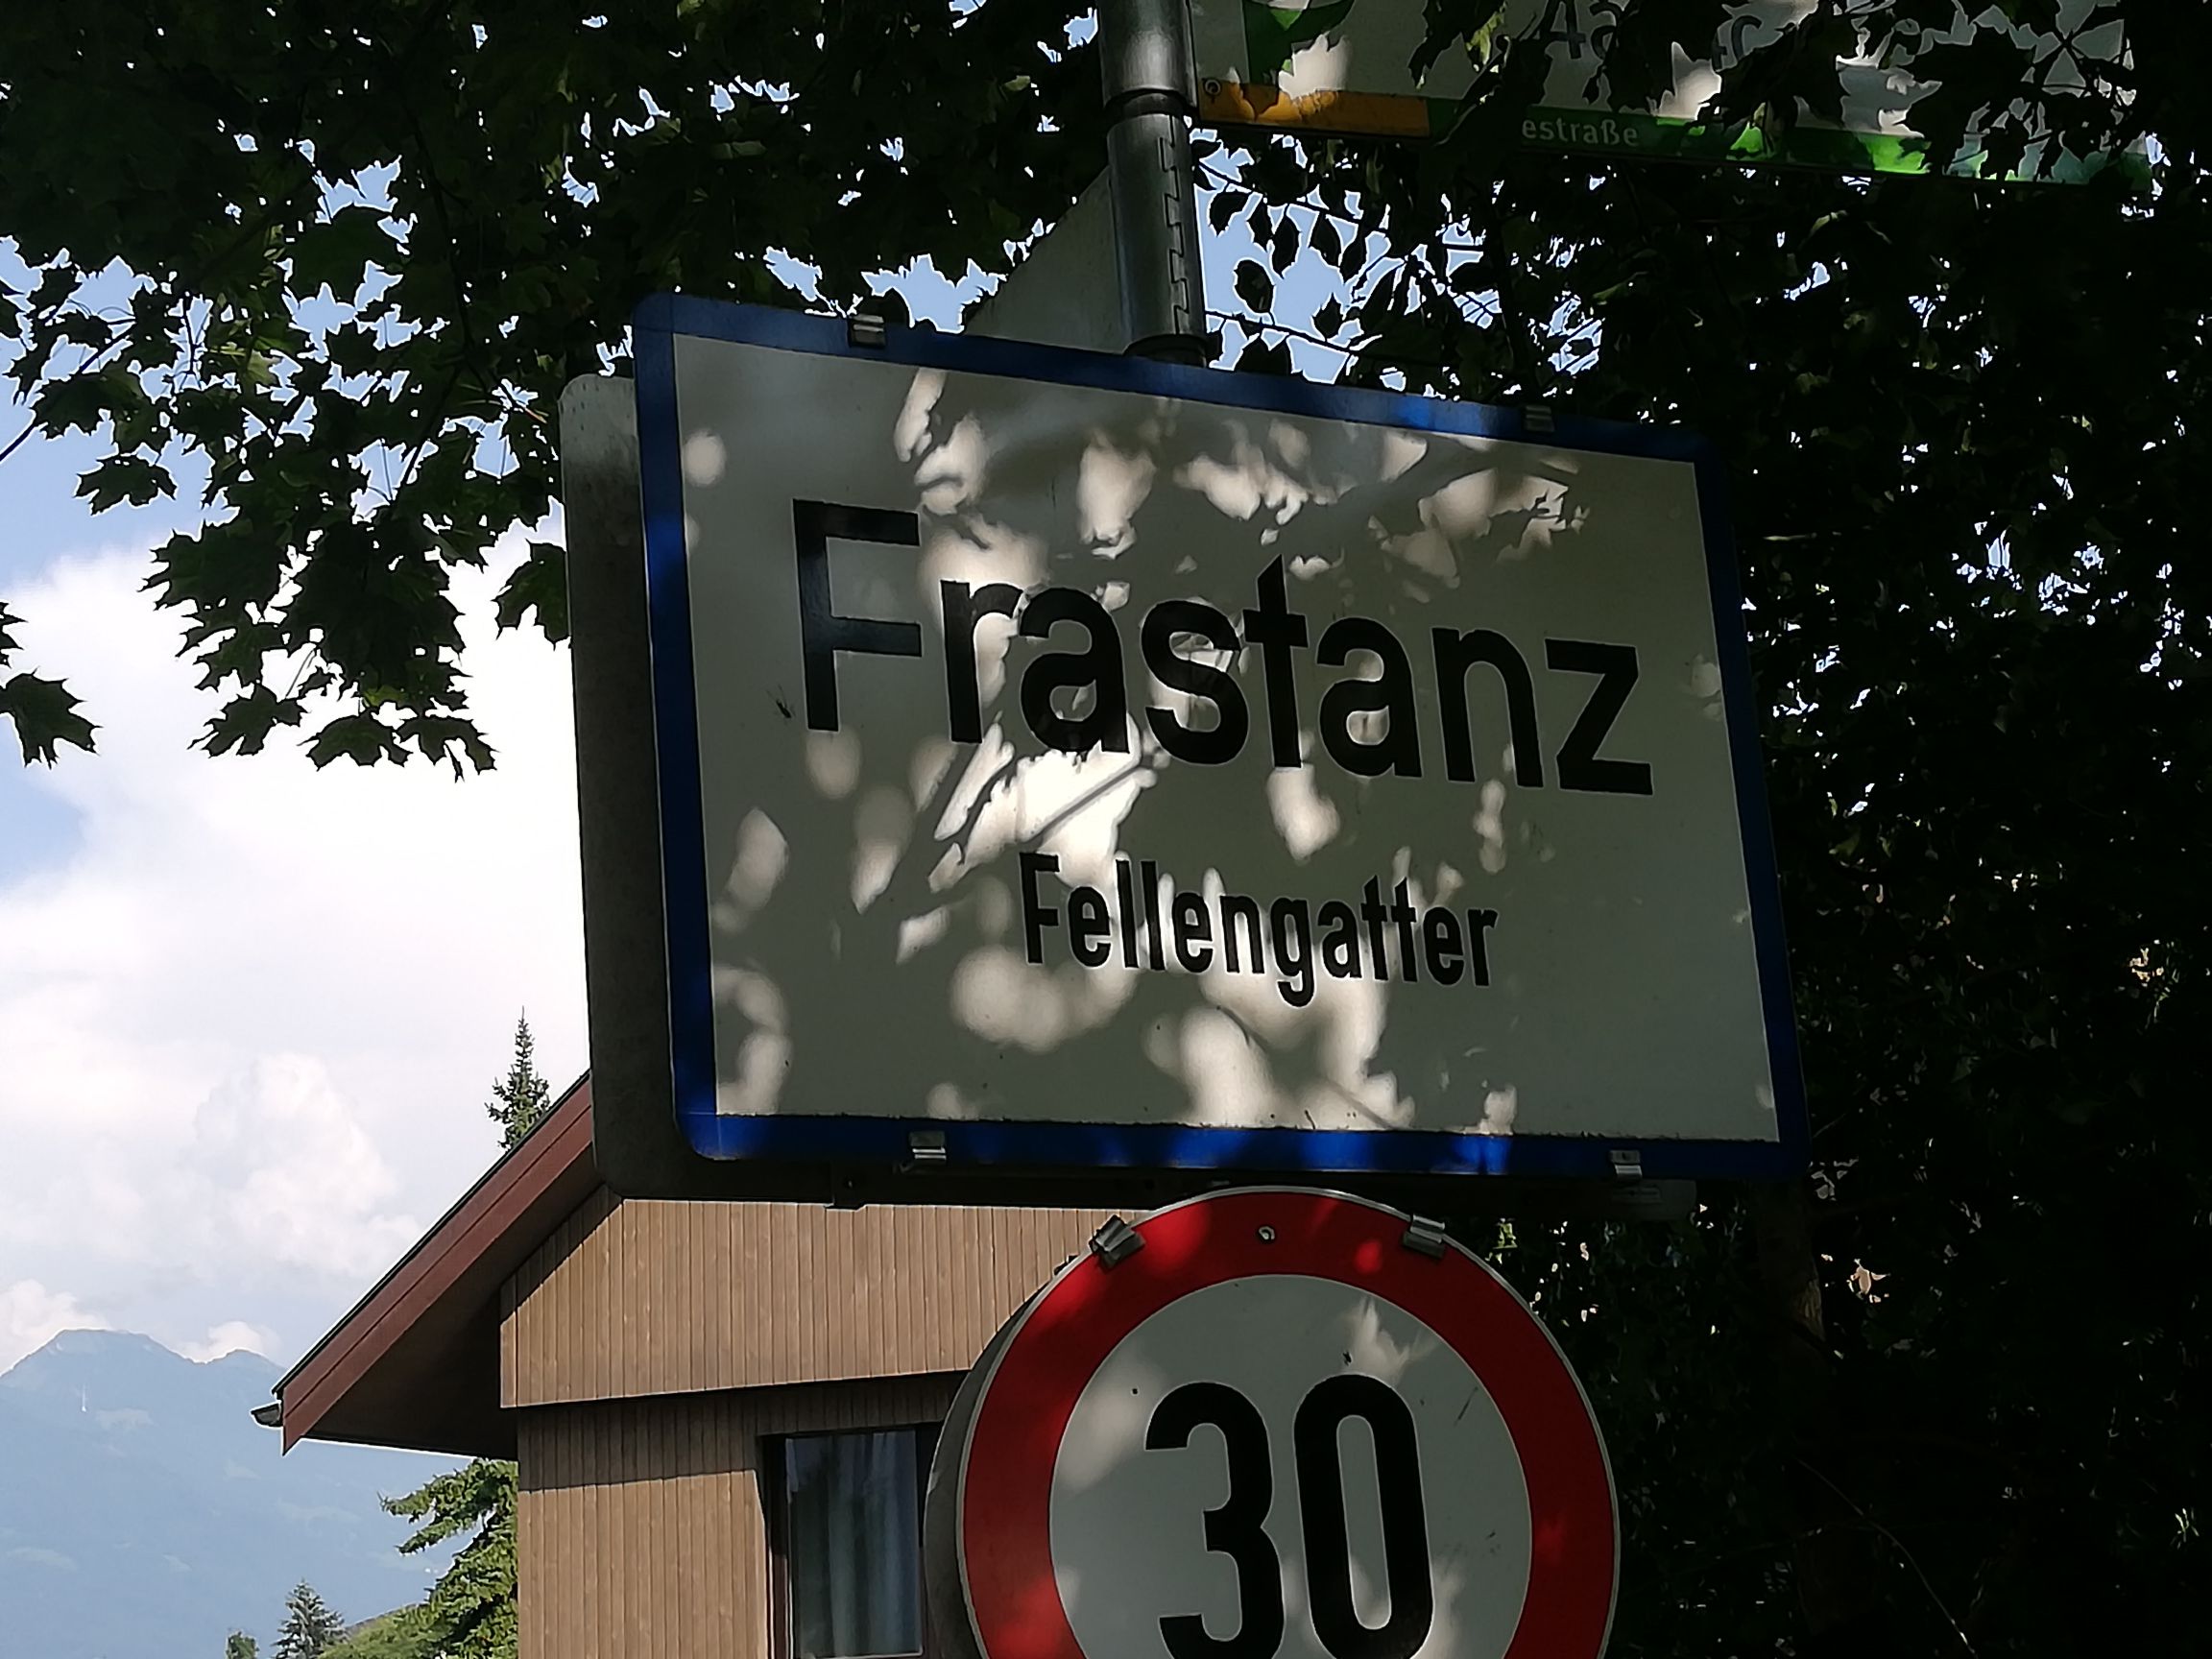 estraße
Frastanz
Fellengatter
30